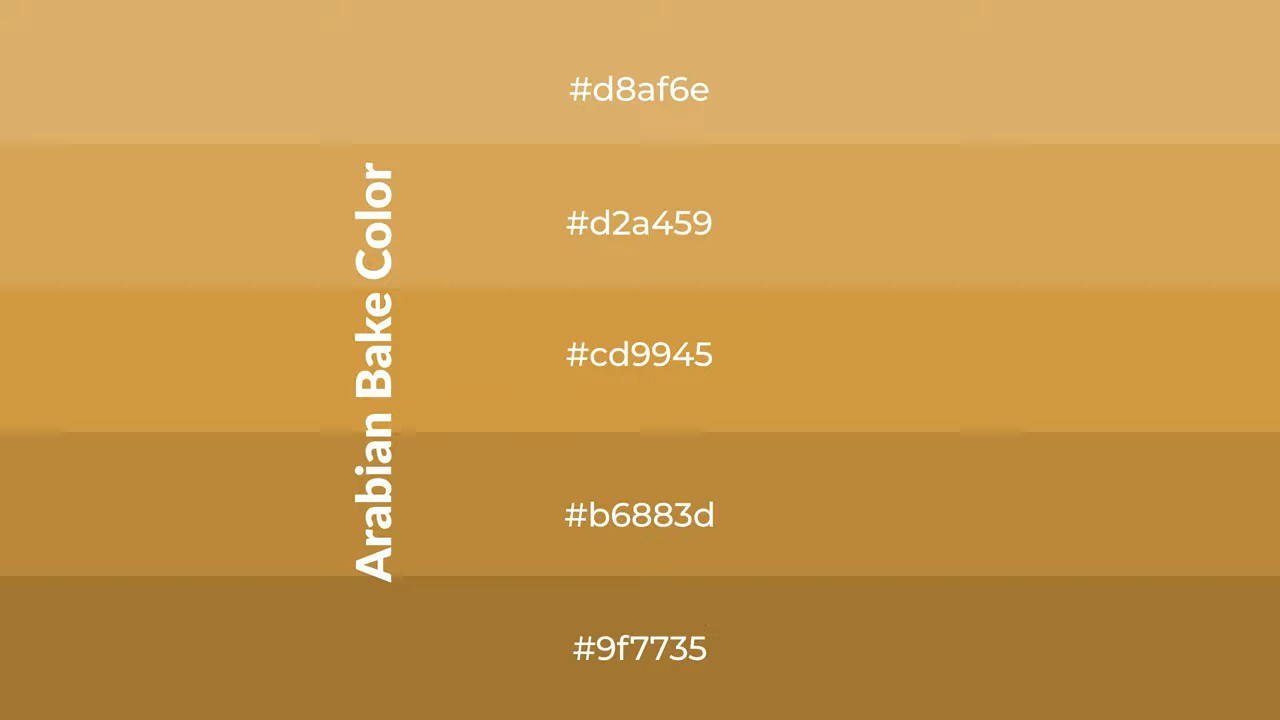 Arabian Bake Color
#d8af6e
#d2a459
#cd9945
#b6883d
#9f7735